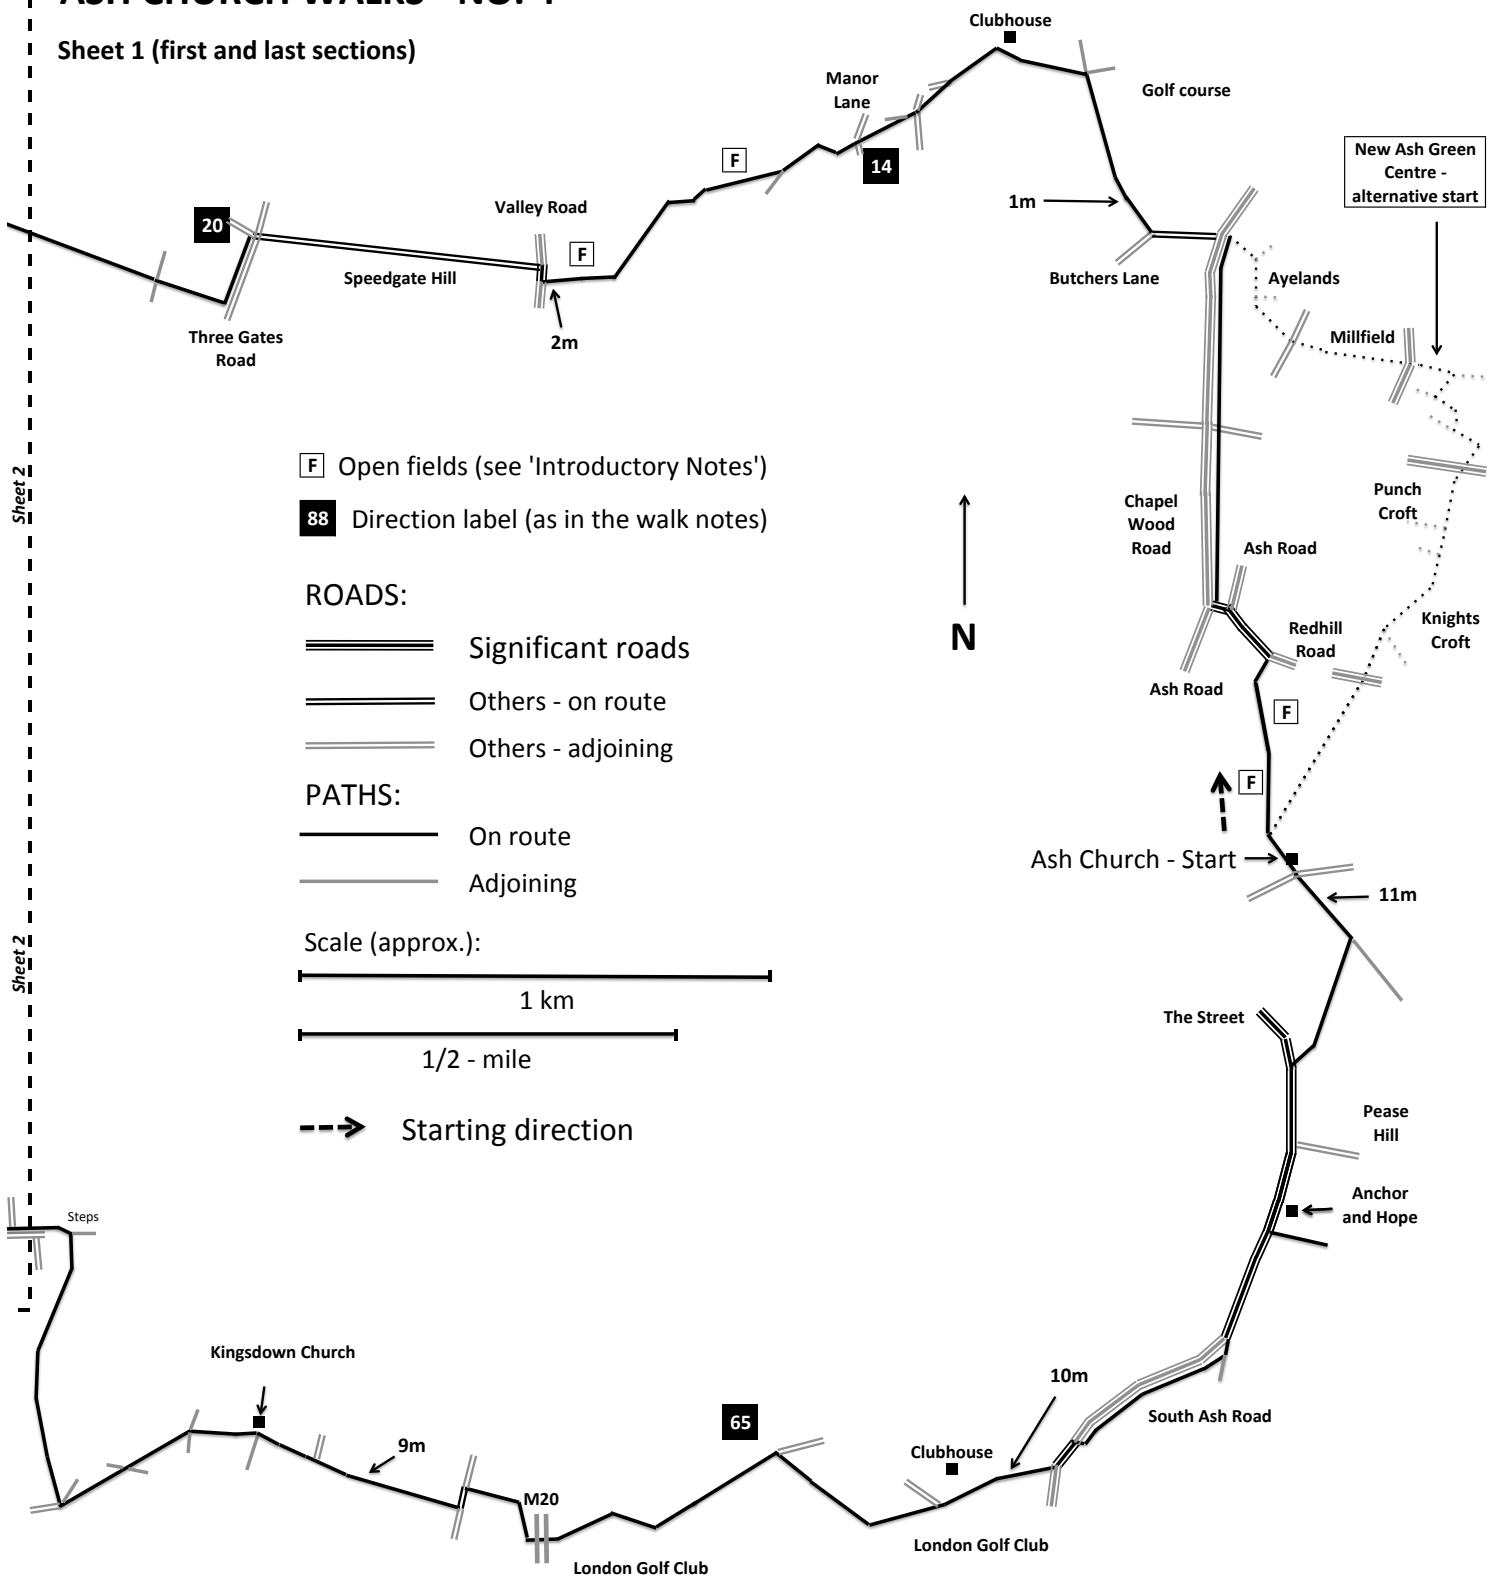 Sheet 1 (first and last sections)
Clubhouse
Manor
Lane
Golf course
F
14
New Ash Green
Centre -
alternative start
1m
Valley Road
20
F
Speedgate Hill
Butchers Lane
Ayelands
Three Gates
Road
2m
Millfield
Sheet 2
F Open fields (see 'Introductory Notes')
88 Direction label (as in the walk notes)
Punch
Croft
Chapel
Wood
Road
Ash Road
ROADS:
Significant roads
Others - on route
Others - adjoining
N
Redhill
Road
Knights
Croft
Ash Road
F
F
PATHS:
On route
Adjoining
Ash Church - Start
11m
Scale (approx.):
1 km
1/2 - mile
Sheet 2
The Street
Starting direction
Pease
Hill
Anchor
and Hope
Steps
Kingsdown Church
10m
South Ash Road
65
9m
Clubhouse
M20
London Golf Club
London Golf Club